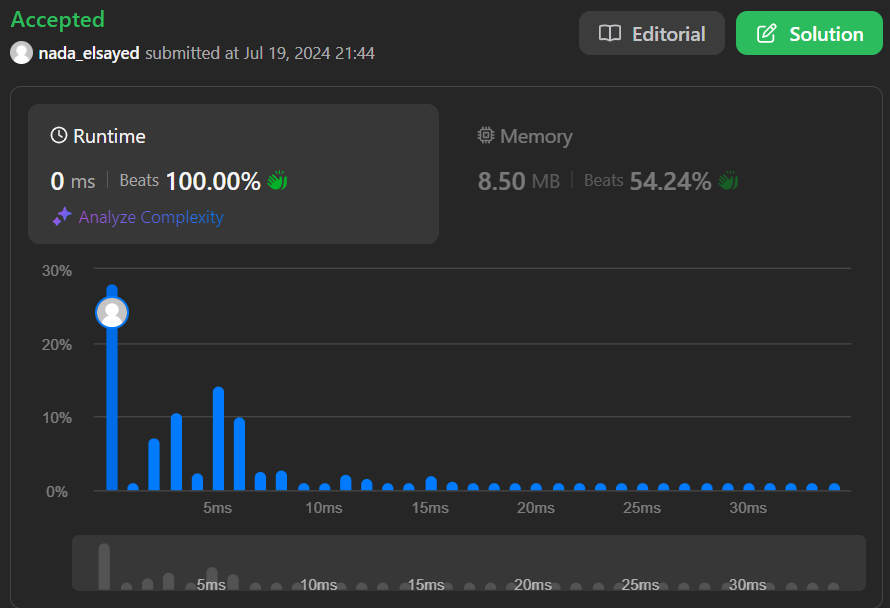 Accepted
nada_elsayed submitted at Jul 19, 2024 21:44
Editorial
Solution
Runtime
0 ms | Beats 100.00%
Analyze Complexity
Memory
8.50 MB | Beats 54.24%
30%
20%
10%
0%
5ms 10ms 15ms 20ms 25ms 30ms
5ms 10ms 15ms 20ms 25ms 30ms